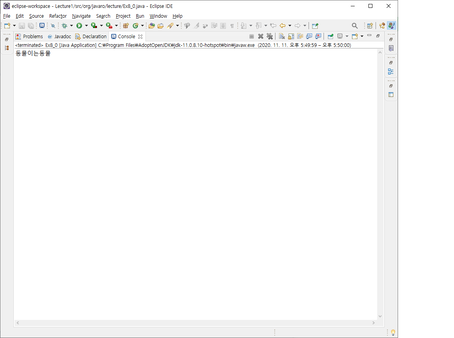 eclipse-workspace - Lecture1/src/org/javaro/lecture/Ex8_0.java - Eclipse IDE
File Edit Source Refactor Navigate Search Project Run Window Help
Problems Javadoc Declaration Console
<terminated> Ex8_0 [Java Application] C:₩Program Files₩AdoptOpenJDK₩jdk-11.0.8.10-hotspot₩bin₩javaw.exe (2020. 11. 11. 오후 5:49:59 – 오후 5:50:00)
동물이는동물